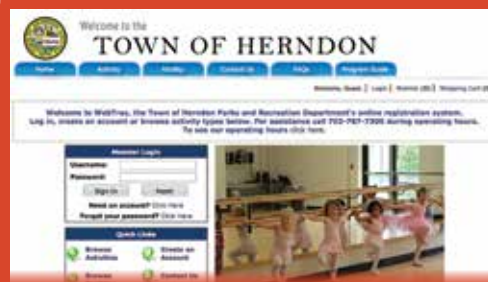 Welcome to the
TOWN OF HERNDON
Home Activity Facility Contact Us FAQs Program Guide
Welcome, Guest | Login | Wishlist (0) | Shopping Cart
Welcome to WebTrac, the Town of Herndon Parks and Recreation Department's online registration system.
Log in, create an account or browse activity types below. For assistance call 703-787-7300 during operating hours.
To see our operating hours click here.
Member Login
Username:
Password:
Sign In Reset
Need an account? Click Here
Forgot your password? Click Here
Quick Links
Browse Activities
Create an Account
Browse
Contact Us